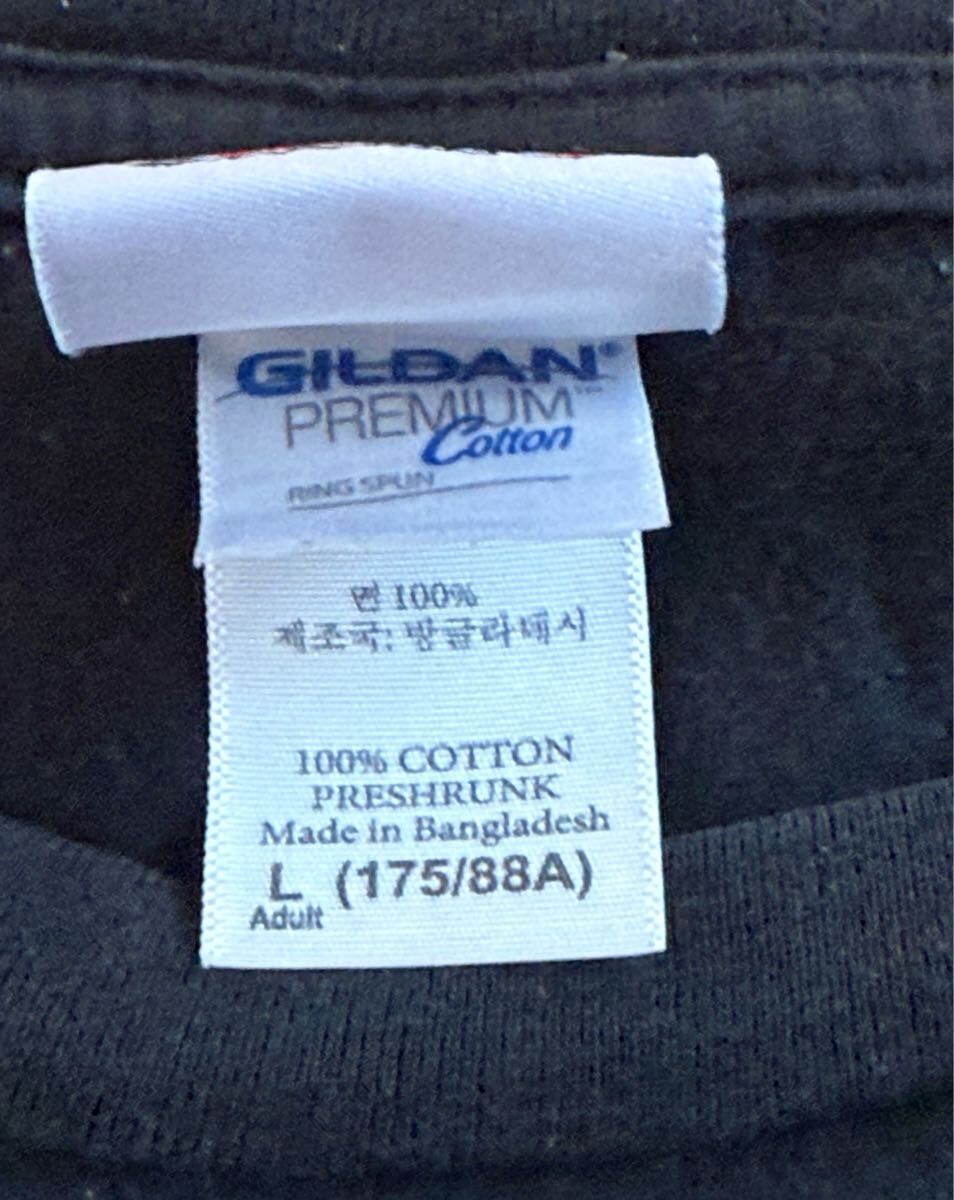 GILDAN®
PREMIUM™
Cotton
RING SPUN
면 100%
제조국: 방글라데시
100% COTTON
PRESHRUNK
Made in Bangladesh
L (175/88A)
Adult